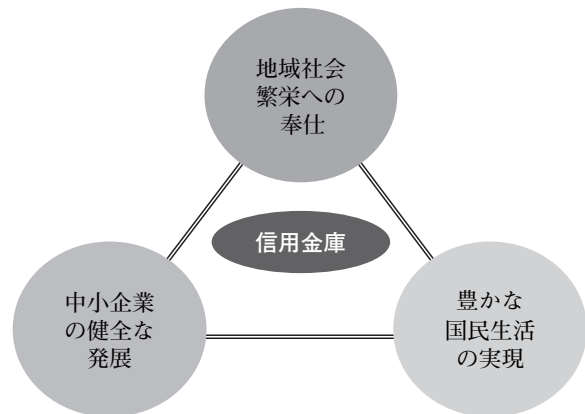 地域社会
繁栄への
奉仕
信用金庫
中小企業
の健全な
発展
豊かな
国民生活
の実現